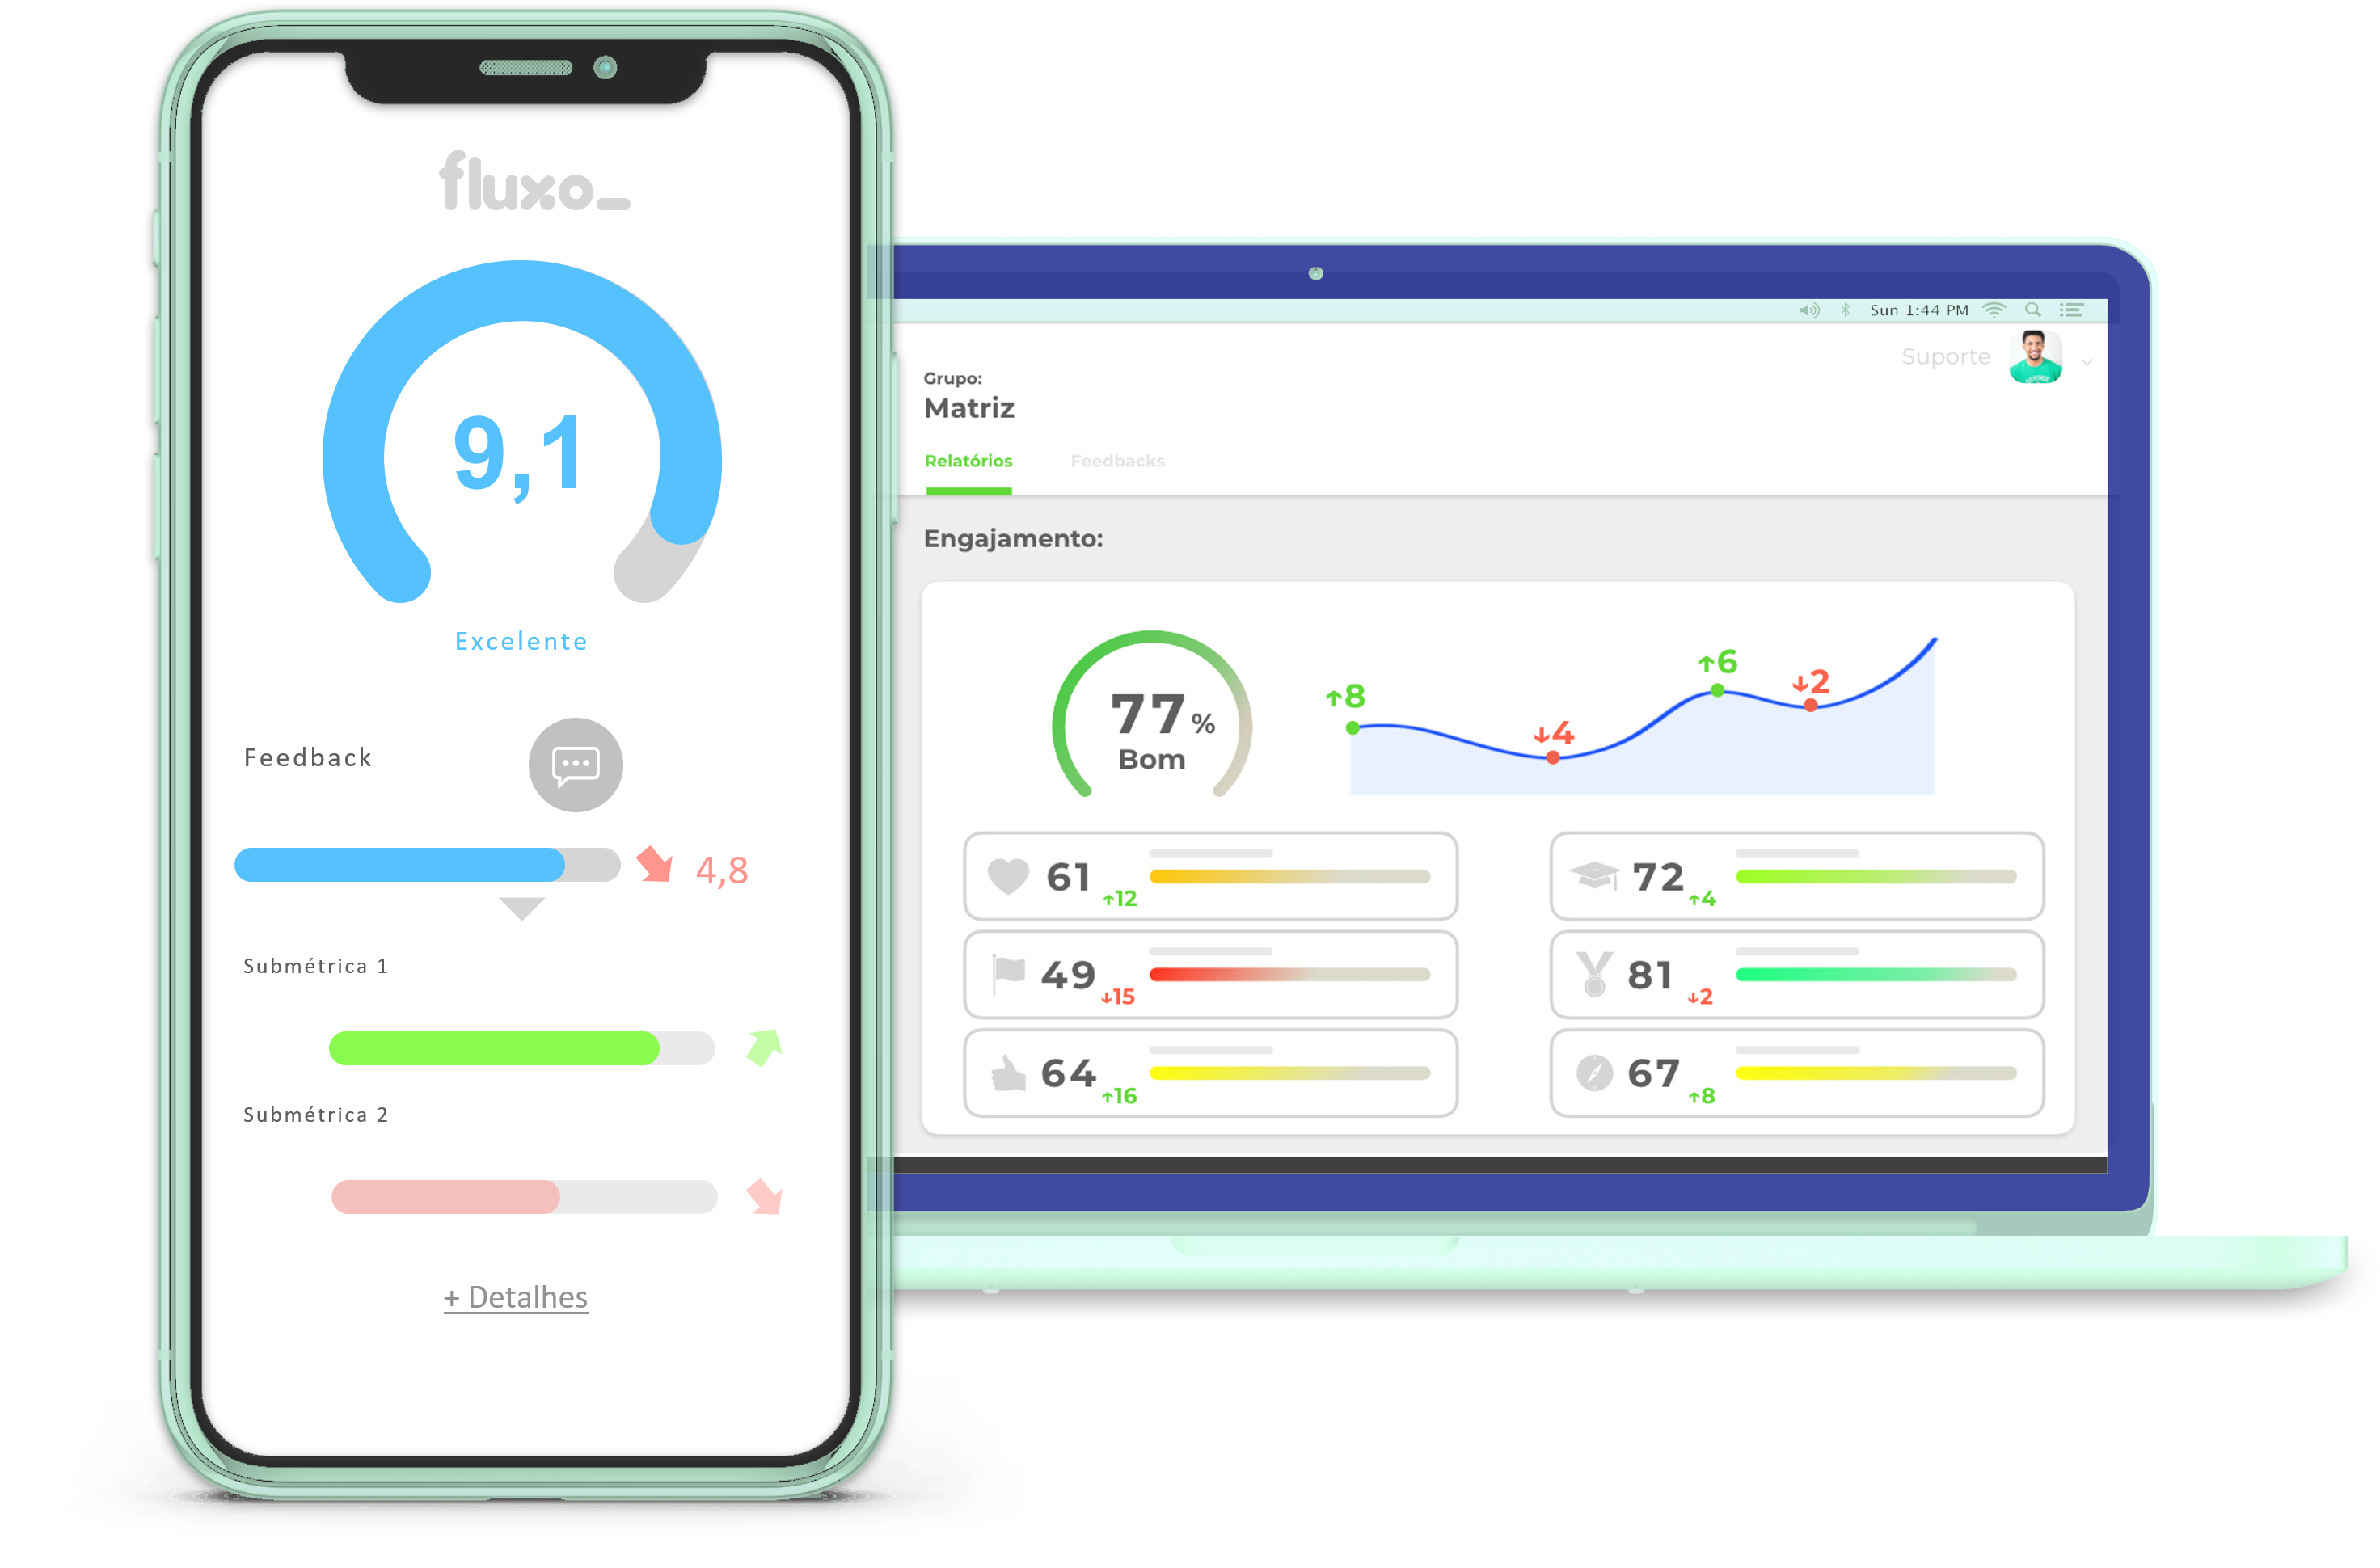 fluxo_
9,1
Excelente
Feedback
4,8
Submétrica 1
Submétrica 2
+ Detalhes
Sun 1:44 PM
Suporte
Grupo:
Matriz
Relatórios Feedbacks
Engajamento:
77%
Bom
↑8
↓4
↑6
↓2
61 ↑12
72 ↑4
49 ↓15
81 ↓2
64 ↑16
67 ↑8